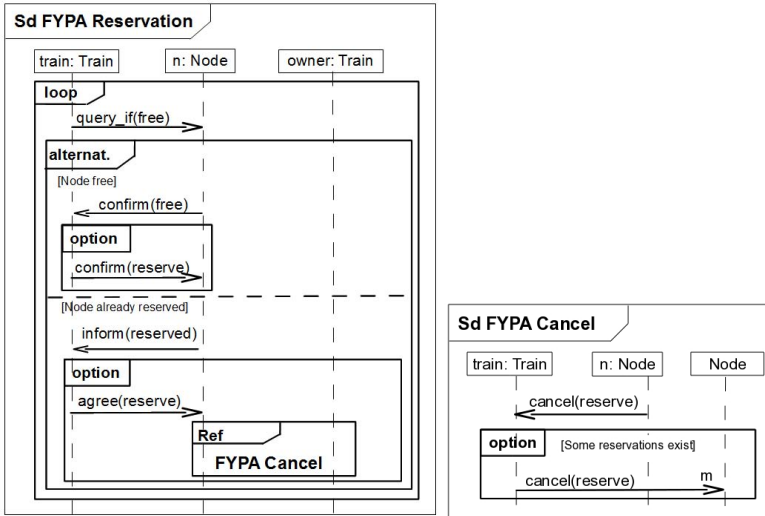 Sd FYPA Reservation
train: Train
n: Node
owner: Train
loop
query_if(free)
alternat.
[Node free]
confirm(free)
option
confirm(reserve)
[Node already reserved]
inform(reserved)
option
agree(reserve)
Ref
FYPA Cancel
Sd FYPA Cancel
train: Train
n: Node
Node
cancel(reserve)
option
[Some reservations exist]
cancel(reserve)
m